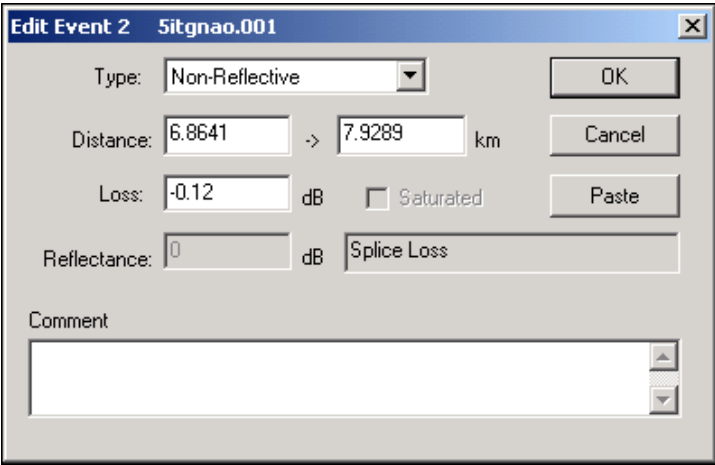 Edit Event 2 5itgnao.001
Type: Non-Reflective OK
Distance: 6.8641 -> 7.9289 km Cancel
Loss: -0.12 dB Saturated Paste
Reflectance: 0 dB Splice Loss
Comment